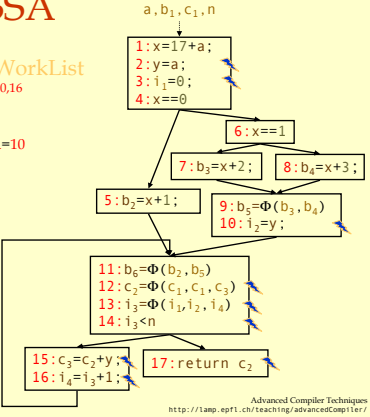 SSA
a,b₁,c₁,n
WorkList
0,16
=10
1:x=17+a;
2:y=a;
3:i₁=0;
4:x==0
6:x==1
7:b₃=x+2;
8:b₄=x+3;
5:b₂=x+1;
9:b₅=Φ(b₃,b₄)
10:i₂=y;
11:b₆=Φ(b₂,b₅)
12:c₂=Φ(c₁,c₁,c₃)
13:i₃=Φ(i₁,i₂,i₄)
14:i₃<n
15:c₃=c₂+y;
16:i₄=i₃+1;
17:return c₂
Advanced Compiler Techniques
http://lamp.epfl.ch/teaching/advancedCompiler/